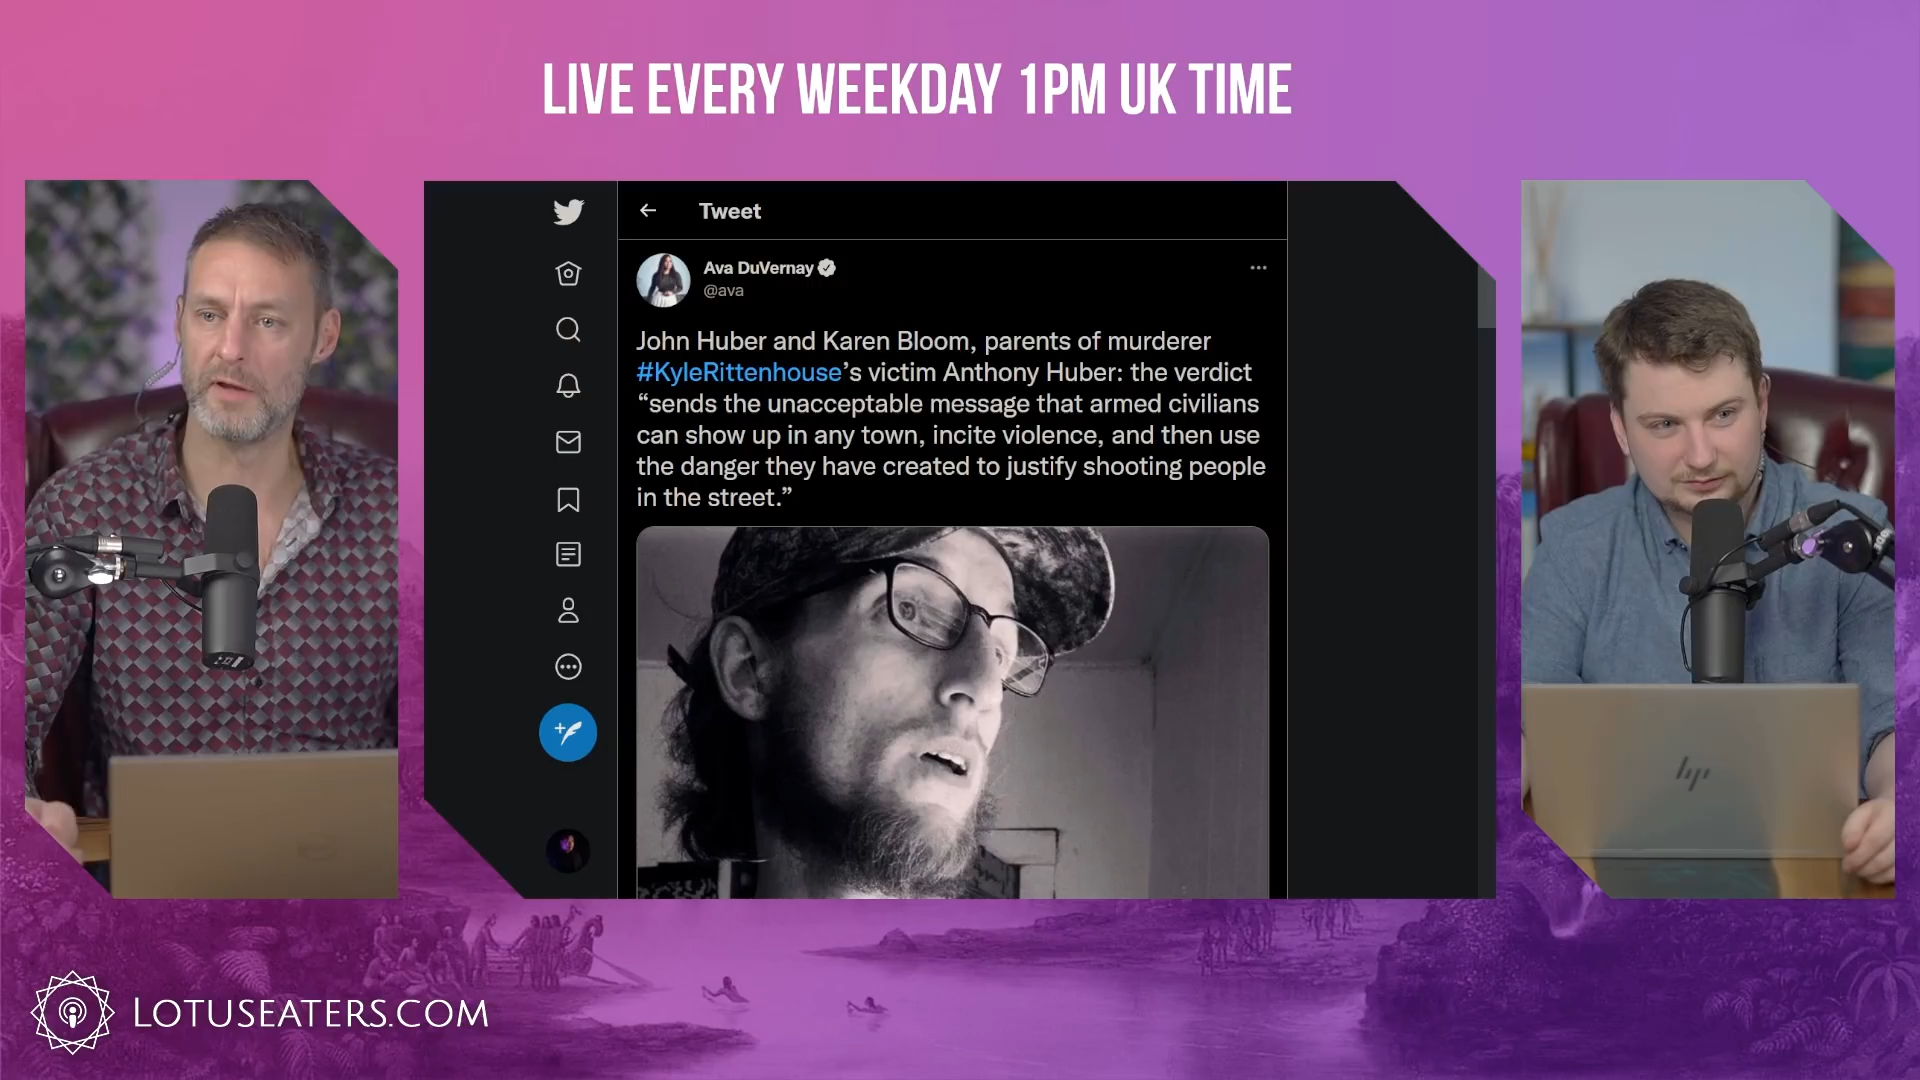 LIVE EVERY WEEKDAY 1PM UK TIME
Tweet
Ava DuVernay
@ava
John Huber and Karen Bloom, parents of murderer
#KyleRittenhouse’s victim Anthony Huber: the verdict
“sends the unacceptable message that armed civilians
can show up in any town, incite violence, and then use
the danger they have created to justify shooting people
in the street.”
hp
LOTUSEATERS.COM